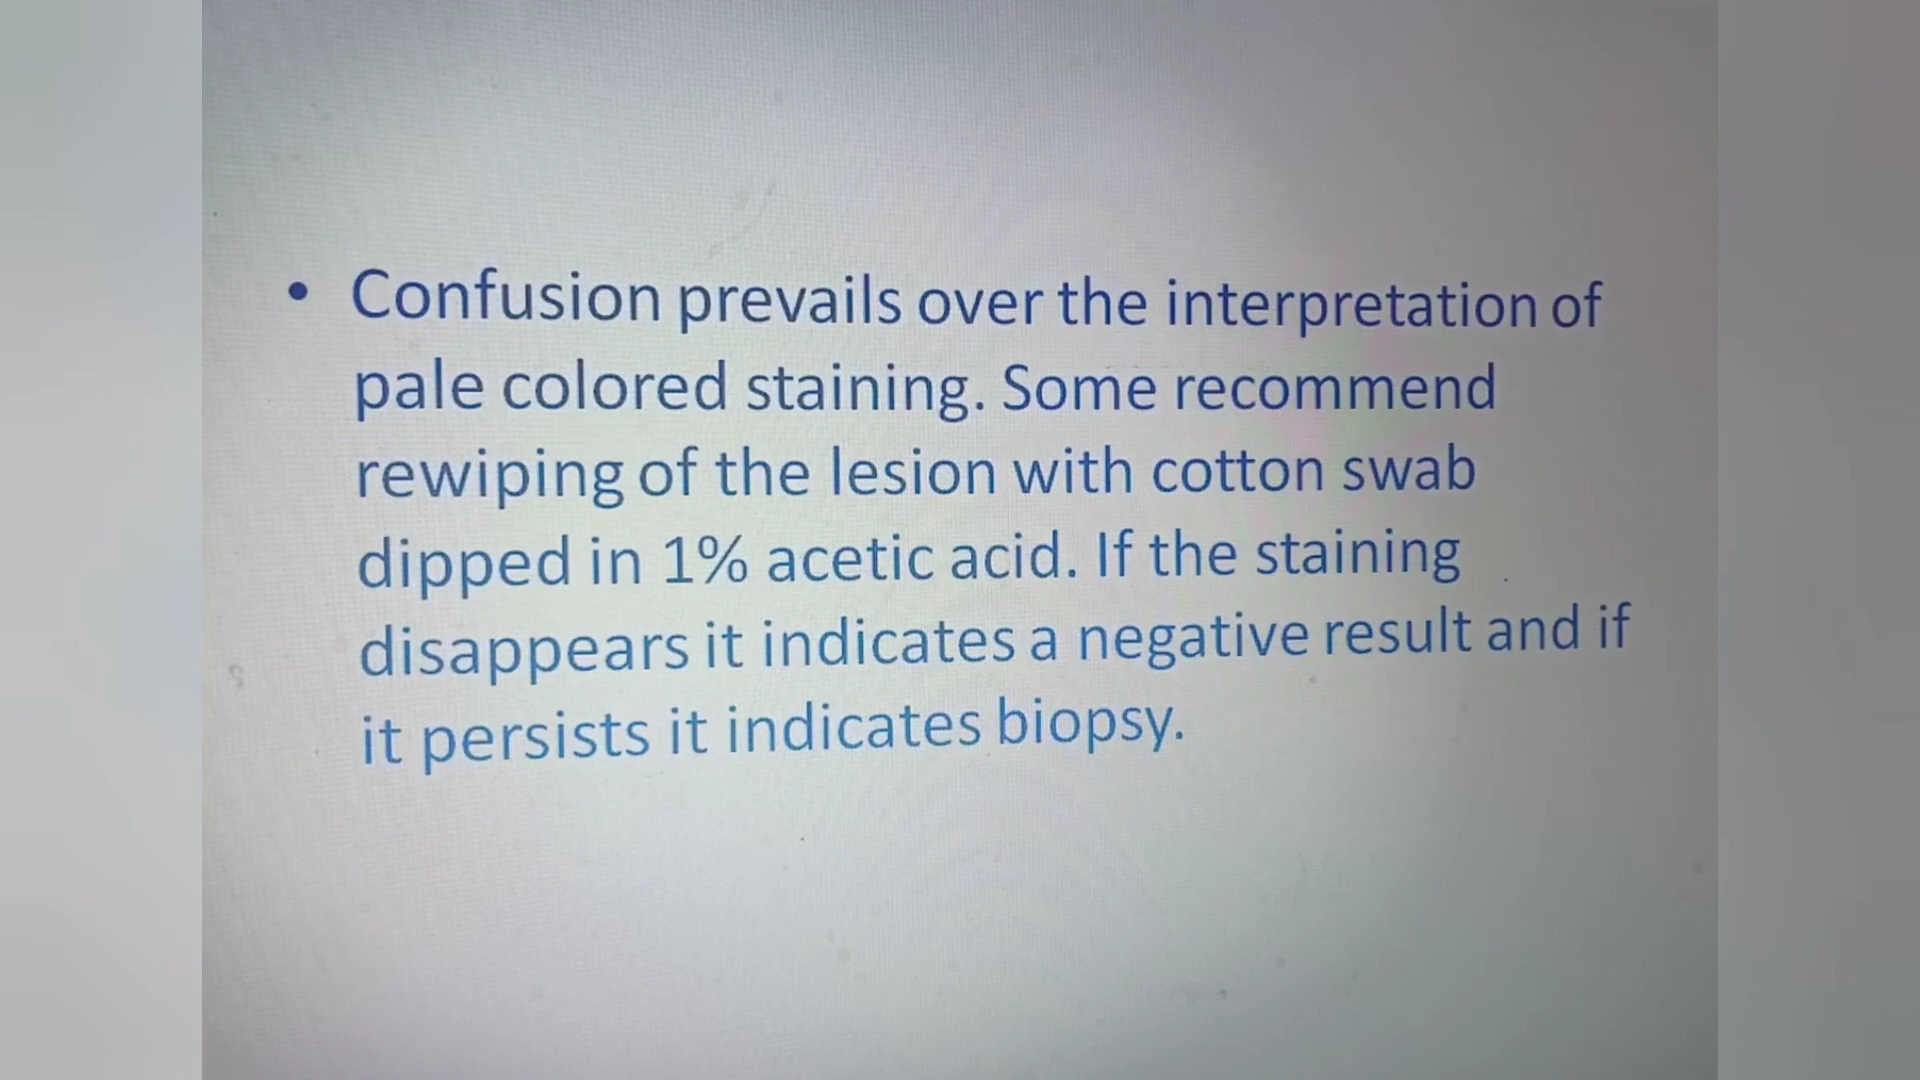 • Confusion prevails over the interpretation of
pale colored staining. Some recommend
rewiping of the lesion with cotton swab
dipped in 1% acetic acid. If the staining
disappears it indicates a negative result and if
it persists it indicates biopsy.